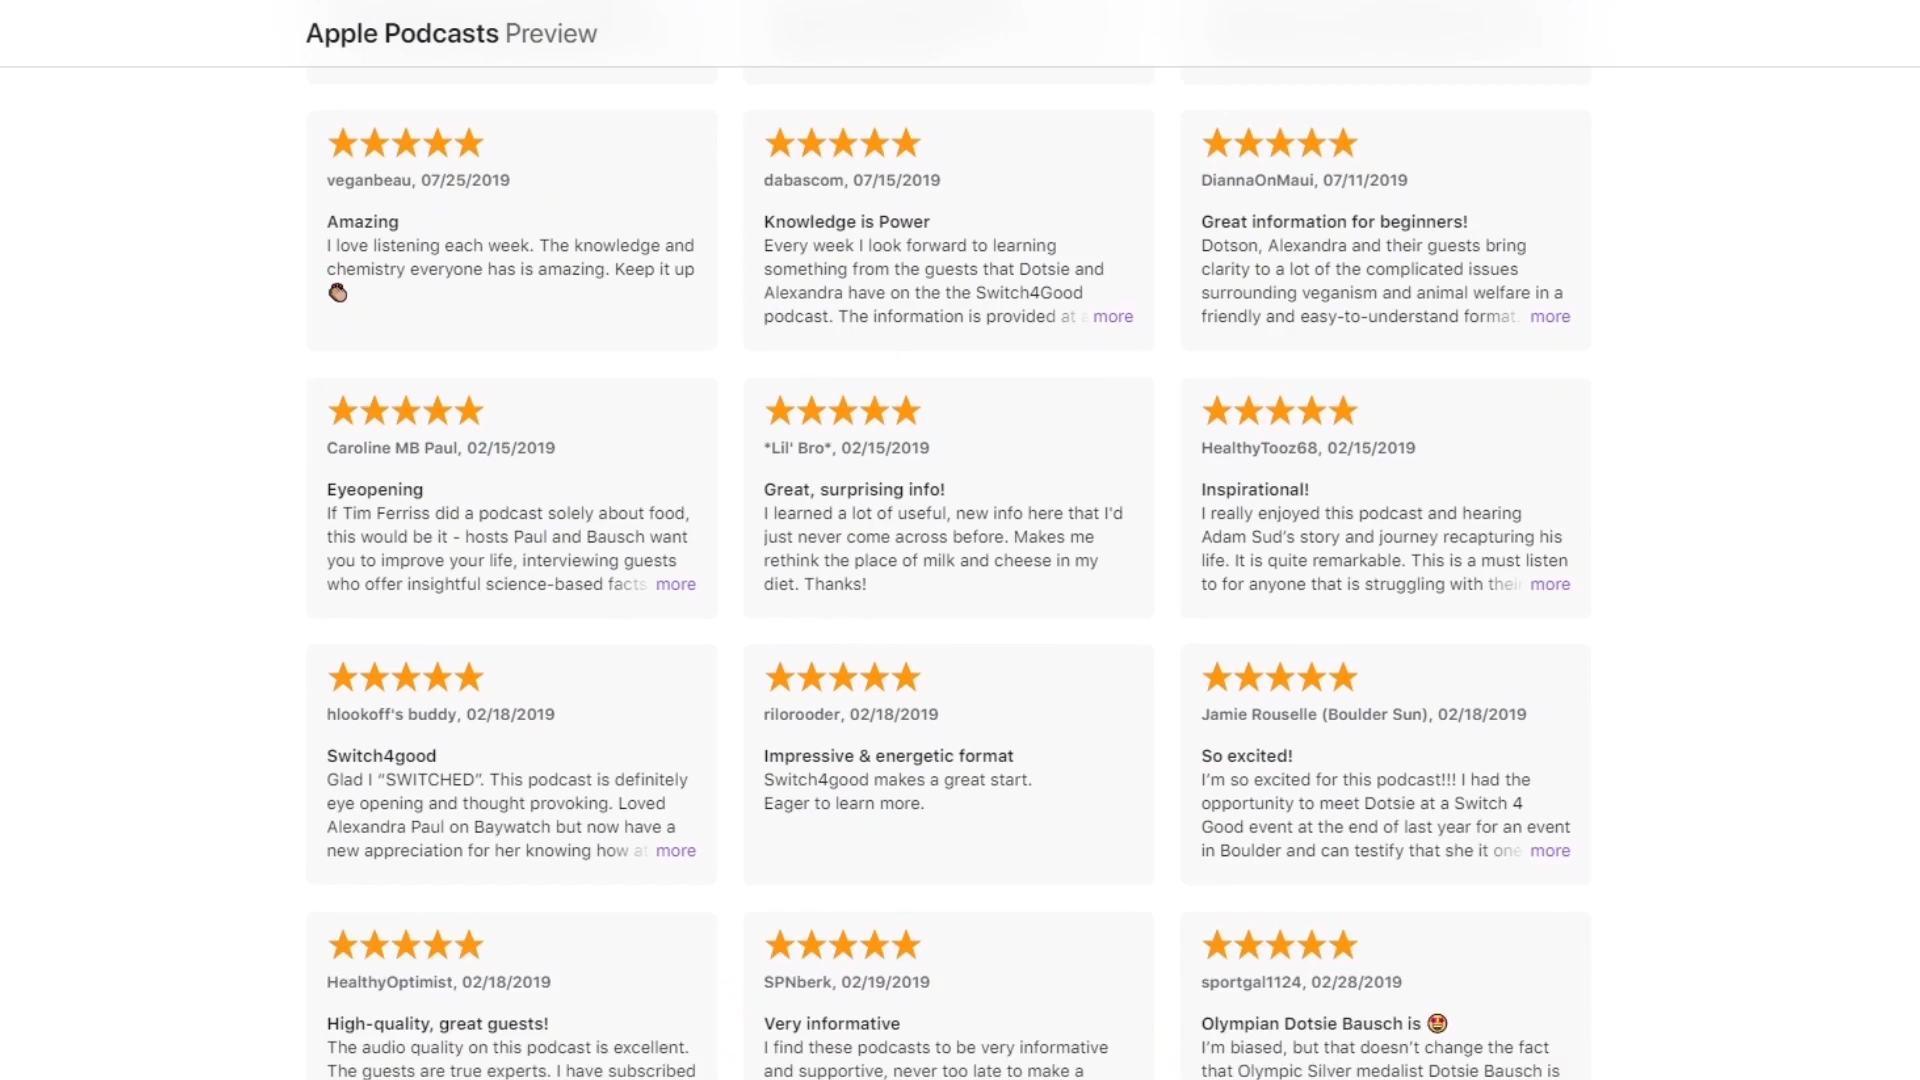 Apple Podcasts Preview
veganbeau, 07/25/2019
Amazing
I love listening each week. The knowledge and
chemistry everyone has is amazing. Keep it up
dabascom, 07/15/2019
Knowledge is Power
Every week I look forward to learning
something from the guests that Dotsie and
Alexandra have on the the Switch4Good
podcast. The information is provided at a more
DiannaOnMaui, 07/11/2019
Great information for beginners!
Dotson, Alexandra and their guests bring
clarity to a lot of the complicated issues
surrounding veganism and animal welfare in a
friendly and easy-to-understand format. more
Caroline MB Paul, 02/15/2019
Eyeopening
If Tim Ferriss did a podcast solely about food,
this would be it - hosts Paul and Bausch want
you to improve your life, interviewing guests
who offer insightful science-based facts more
*Lil' Bro*, 02/15/2019
Great, surprising info!
I learned a lot of useful, new info here that I'd
just never come across before. Makes me
rethink the place of milk and cheese in my
diet. Thanks!
HealthyTooz68, 02/15/2019
Inspirational!
I really enjoyed this podcast and hearing
Adam Sud's story and journey recapturing his
life. It is quite remarkable. This is a must listen
to for anyone that is struggling with their more
hlookoff's buddy, 02/18/2019
Switch4good
Glad I “SWITCHED”. This podcast is definitely
eye opening and thought provoking. Loved
Alexandra Paul on Baywatch but now have a
new appreciation for her knowing how at more
rilorooder, 02/18/2019
Impressive & energetic format
Switch4good makes a great start.
Eager to learn more.
Jamie Rouselle (Boulder Sun), 02/18/2019
So excited!
I’m so excited for this podcast!!! I had the
opportunity to meet Dotsie at a Switch 4
Good event at the end of last year for an event
in Boulder and can testify that she it one more
HealthyOptimist, 02/18/2019
High-quality, great guests!
The audio quality on this podcast is excellent.
The guests are true experts. I have subscribed
SPNberk, 02/19/2019
Very informative
I find these podcasts to be very informative
and supportive, never too late to make a
sportgal1124, 02/28/2019
Olympian Dotsie Bausch is 🤩
I’m biased, but that doesn’t change the fact
that Olympic Silver medalist Dotsie Bausch is